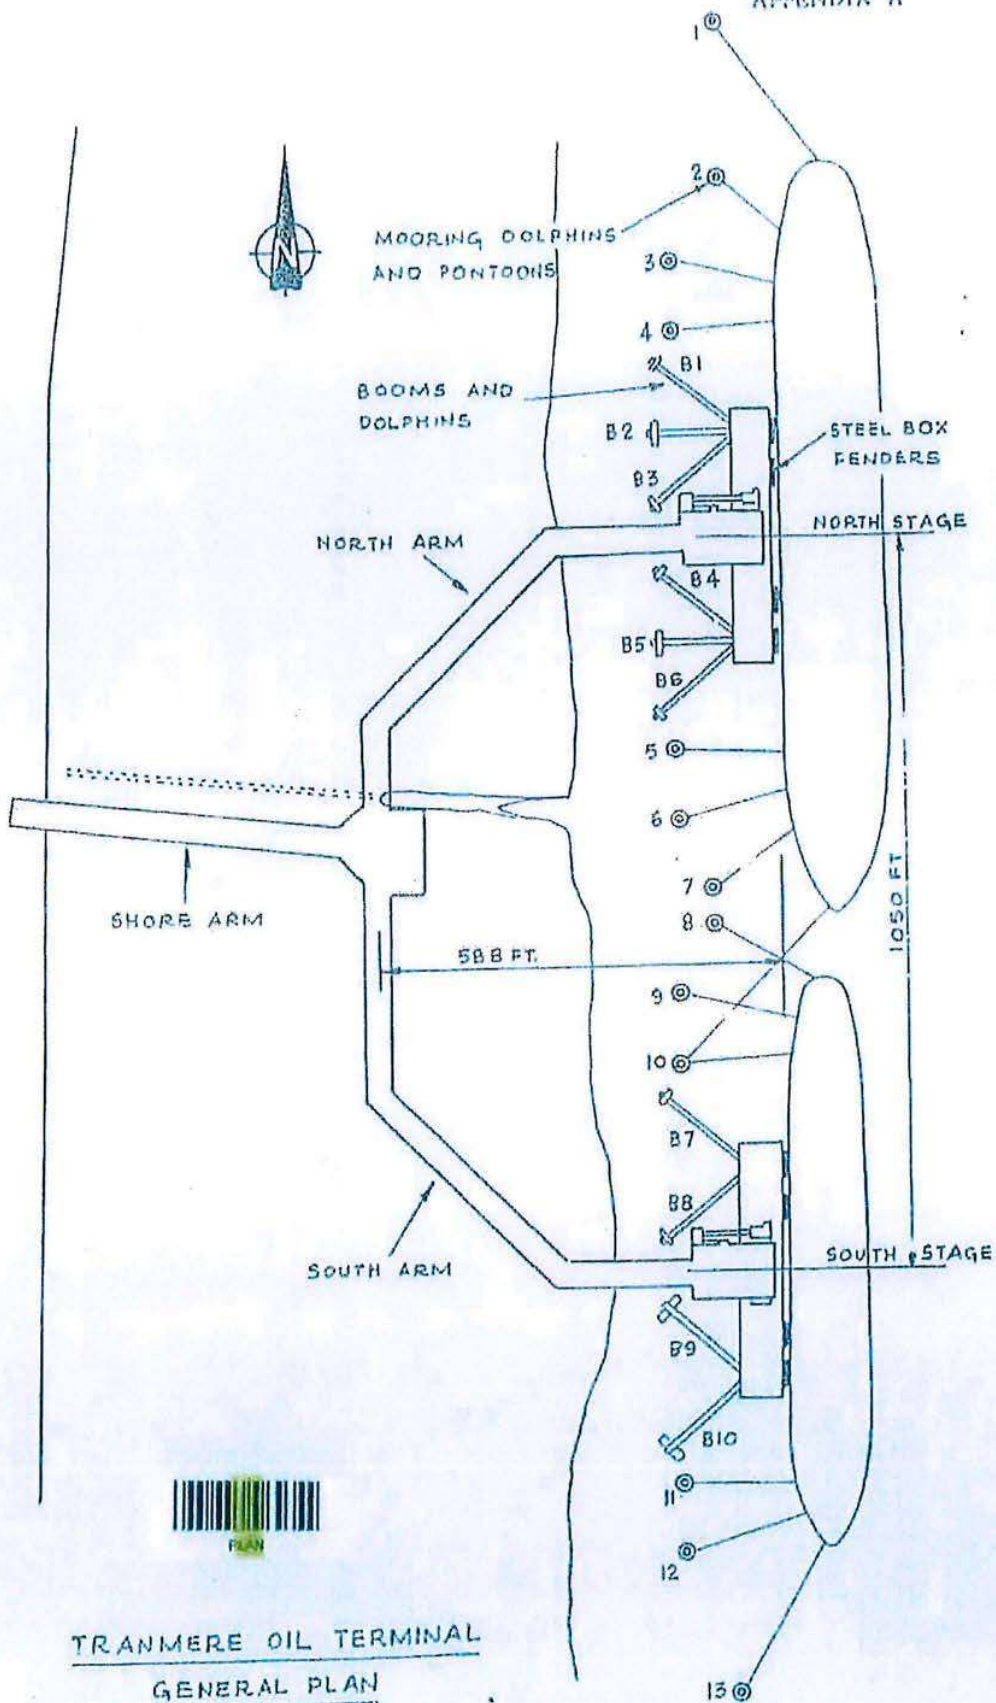 APPENDIX A
1
2
MOORING DOLPHINS
AND PONTOONS
3
4
B1
BOOMS AND
DOLPHINS
B2
STEEL BOX
FENDERS
B3
NORTH STAGE
NORTH ARM
B4
B5
B6
5
6
7
SHORE ARM
8
1050 FT
588 FT.
9
10
B7
B8
SOUTH STAGE
SOUTH ARM
B9
B10
11
PLAN
12
TRANMERE OIL TERMINAL
GENERAL PLAN
13
N